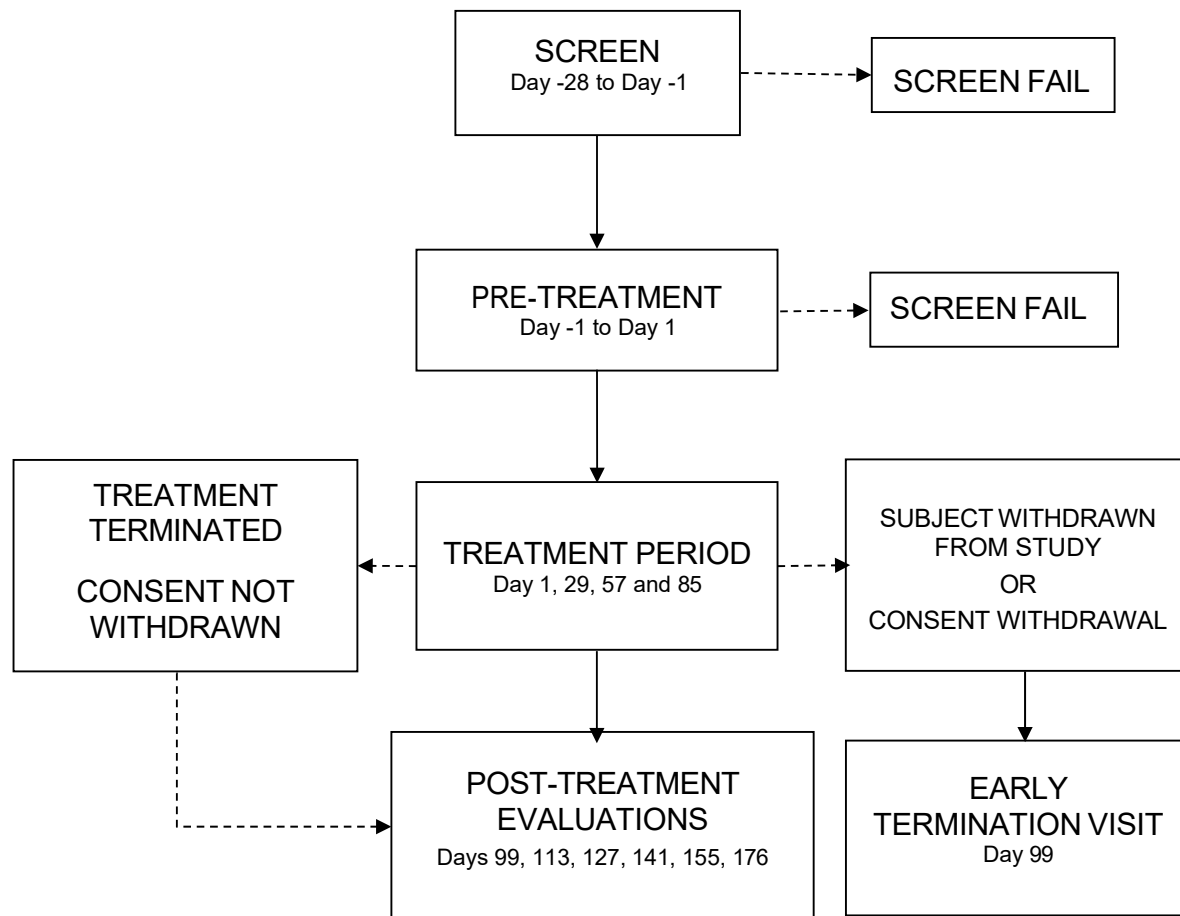 SCREEN
Day -28 to Day -1
SCREEN FAIL
PRE-TREATMENT
Day -1 to Day 1
SCREEN FAIL
TREATMENT
TERMINATED
CONSENT NOT
WITHDRAWN
TREATMENT PERIOD
Day 1, 29, 57 and 85
SUBJECT WITHDRAWN
FROM STUDY
OR
CONSENT WITHDRAWAL
POST-TREATMENT
EVALUATIONS
Days 99, 113, 127, 141, 155, 176
EARLY
TERMINATION VISIT
Day 99